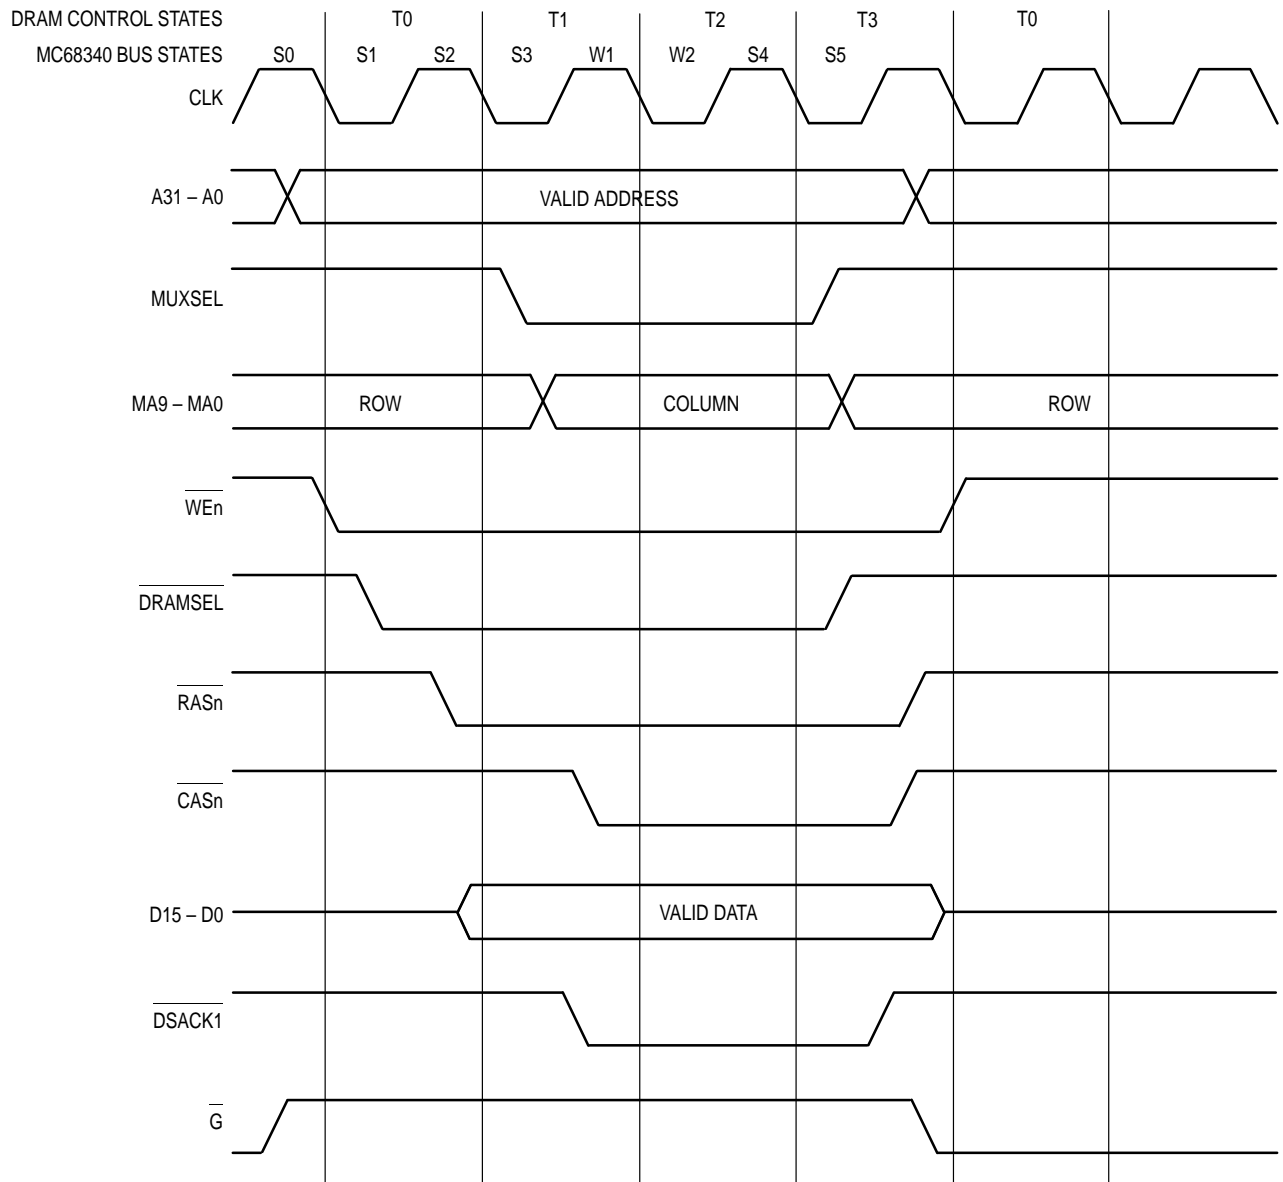 DRAM CONTROL STATES T0 T1 T2 T3 T0
MC68340 BUS STATES S0 S1 S2 S3 W1 W2 S4 S5
CLK
A31 – A0 VALID ADDRESS
MUXSEL
MA9 – MA0 ROW COLUMN ROW
WEn
DRAMSEL
RASn
CASn
D15 – D0 VALID DATA
DSACK1
G